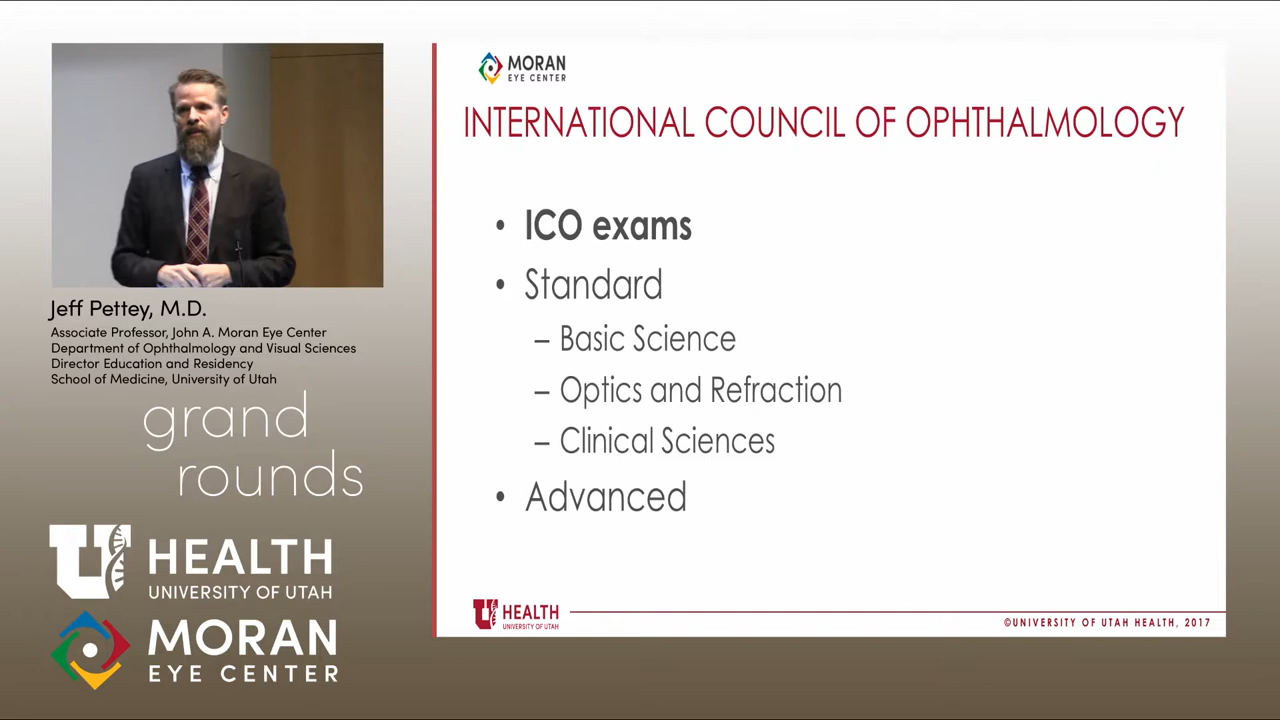 Jeff Pettey, M.D.
Associate Professor, John A. Moran Eye Center
Department of Ophthalmology and Visual Sciences
Director Education and Residency
School of Medicine, University of Utah
grand
rounds
U HEALTH
UNIVERSITY OF UTAH
MORAN
EYE CENTER
MORAN
EYE CENTER
INTERNATIONAL COUNCIL OF OPHTHALMOLOGY
• ICO exams
• Standard
– Basic Science
– Optics and Refraction
– Clinical Sciences
• Advanced
U HEALTH
UNIVERSITY OF UTAH
©UNIVERSITY OF UTAH HEALTH, 2017